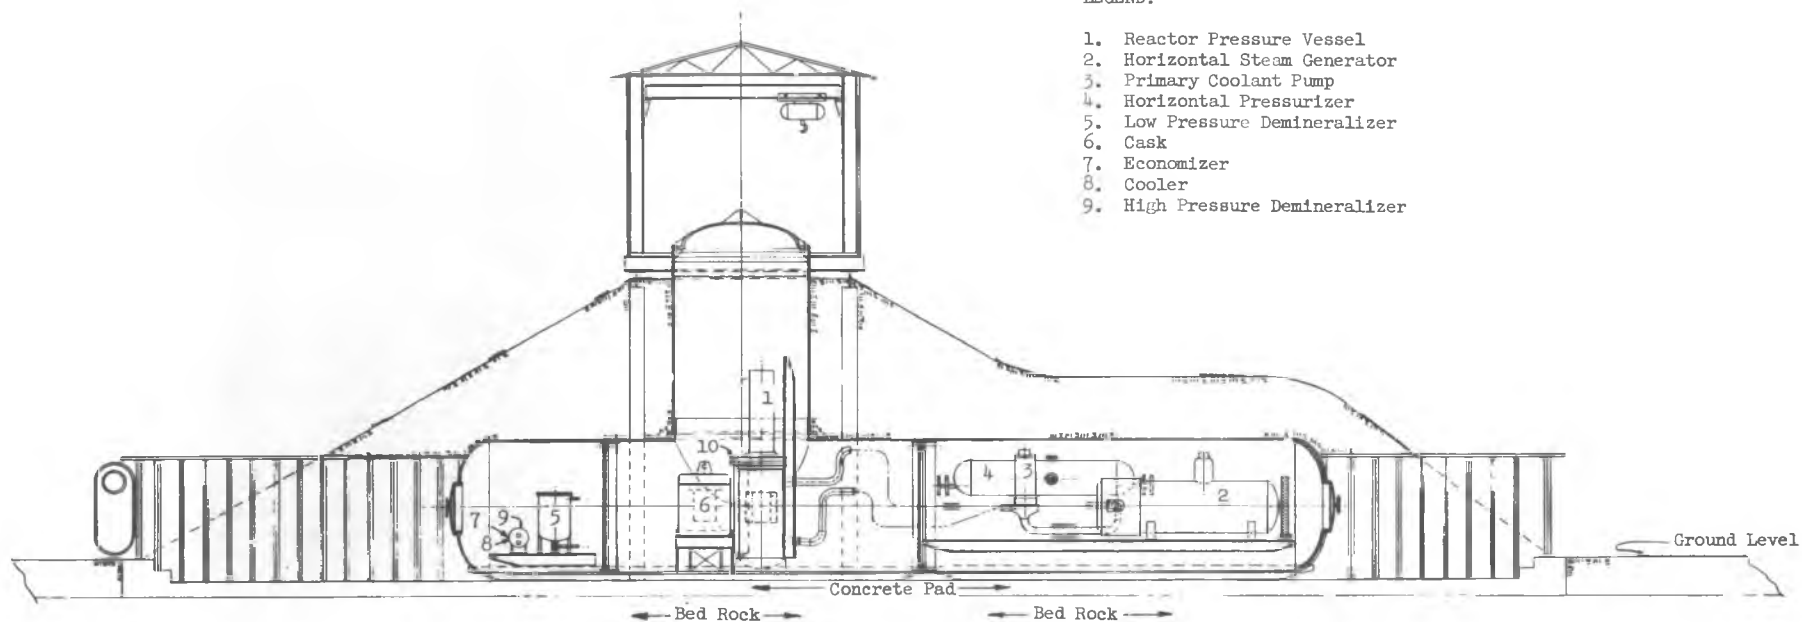 LEGEND:
1. Reactor Pressure Vessel
2. Horizontal Steam Generator
3. Primary Coolant Pump
4. Horizontal Pressurizer
5. Low Pressure Demineralizer
6. Cask
7. Economizer
8. Cooler
9. High Pressure Demineralizer
1
10
4
3
2
6
5
7
9
8
Ground Level
Concrete Pad
Bed Rock
Bed Rock